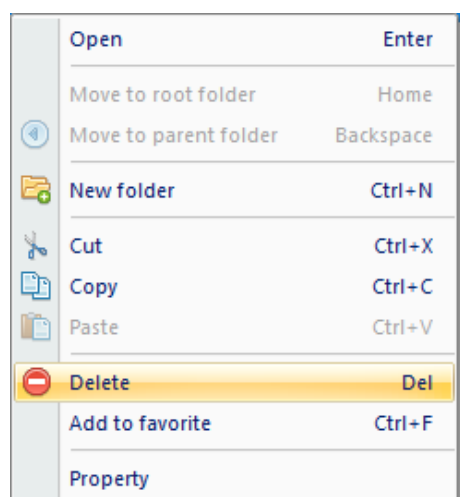 Open Enter
Move to root folder Home
Move to parent folder Backspace
New folder Ctrl+N
Cut Ctrl+X
Copy Ctrl+C
Paste Ctrl+V
Delete Del
Add to favorite Ctrl+F
Property